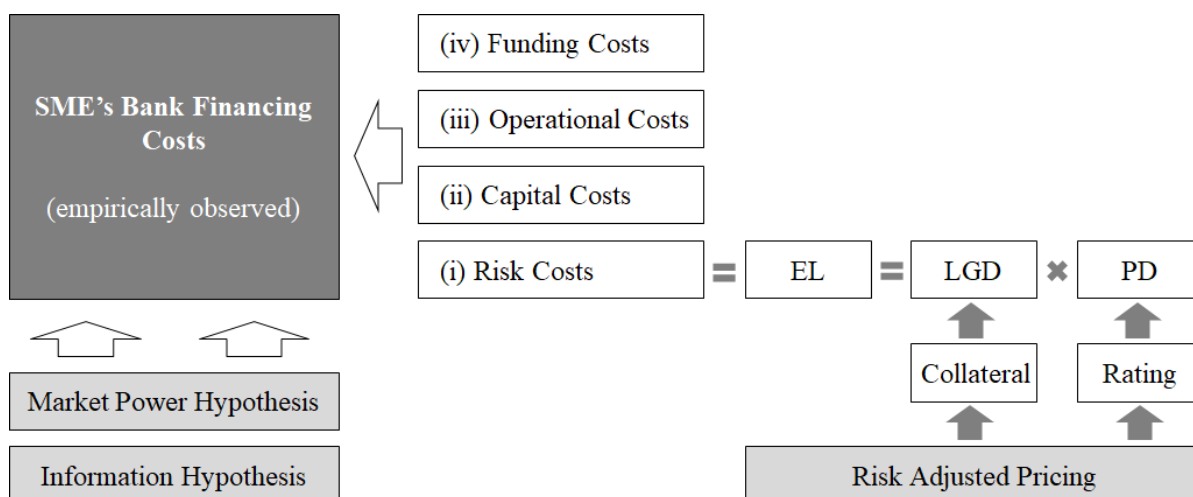 SME's Bank Financing
Costs
(empirically observed)
(iv) Funding Costs
(iii) Operational Costs
(ii) Capital Costs
(i) Risk Costs = EL = LGD × PD
Collateral
Rating
Market Power Hypothesis
Information Hypothesis
Risk Adjusted Pricing